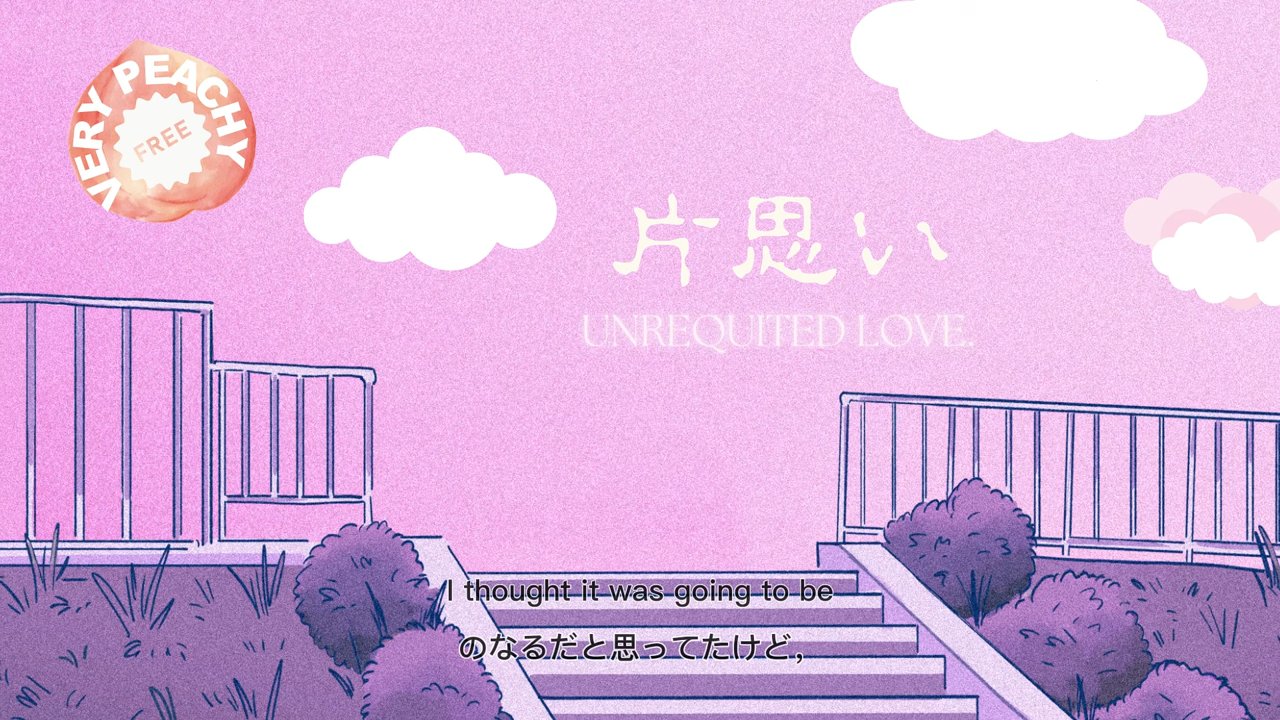 VERY PEACHY
FREE
片思い
UNREQUITED LOVE.
I thought it was going to be
のなるだと思ってたけど,